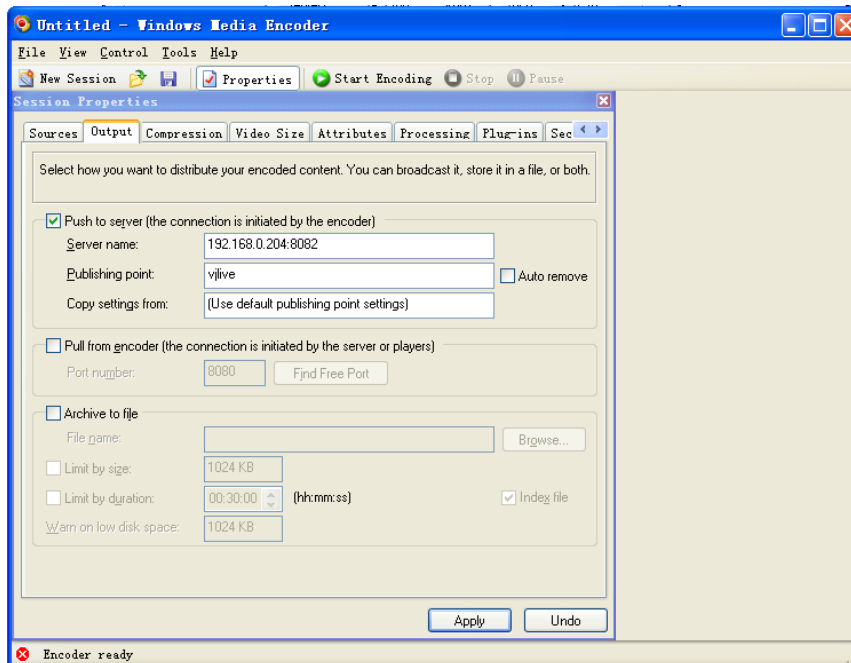 Untitled - Windows Media Encoder
File View Control Tools Help
New Session Properties Start Encoding Stop Pause
Session Properties
Sources Output Compression Video Size Attributes Processing Plug-ins Sec
Select how you want to distribute your encoded content. You can broadcast it, store it in a file, or both.
Push to server (the connection is initiated by the encoder)
Server name: 192.168.0.204:8082
Publishing point: vjlive Auto remove
Copy settings from: (Use default publishing point settings)
Pull from encoder (the connection is initiated by the server or players)
Port number: 8080 Find Free Port
Archive to file
File name: Browse...
Limit by size: 1024 KB
Limit by duration: 00:30:00 (hh:mm:ss) Index file
Warn on low disk space: 1024 KB
Apply Undo
Encoder ready